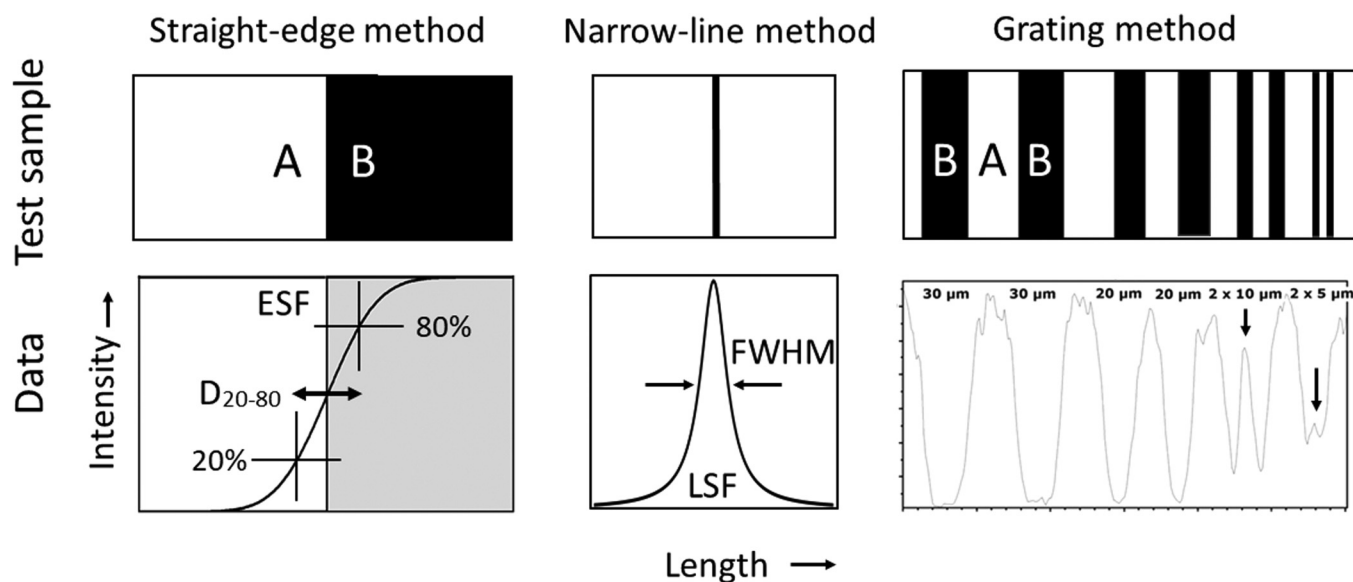 Straight-edge method
Narrow-line method
Grating method
Test sample
A B
B A B
Data
Intensity
ESF
80%
D20-80
20%
FWHM
LSF
30 µm 30 µm 20 µm 20 µm 2 x 10 µm 2 x 5 µm
Length